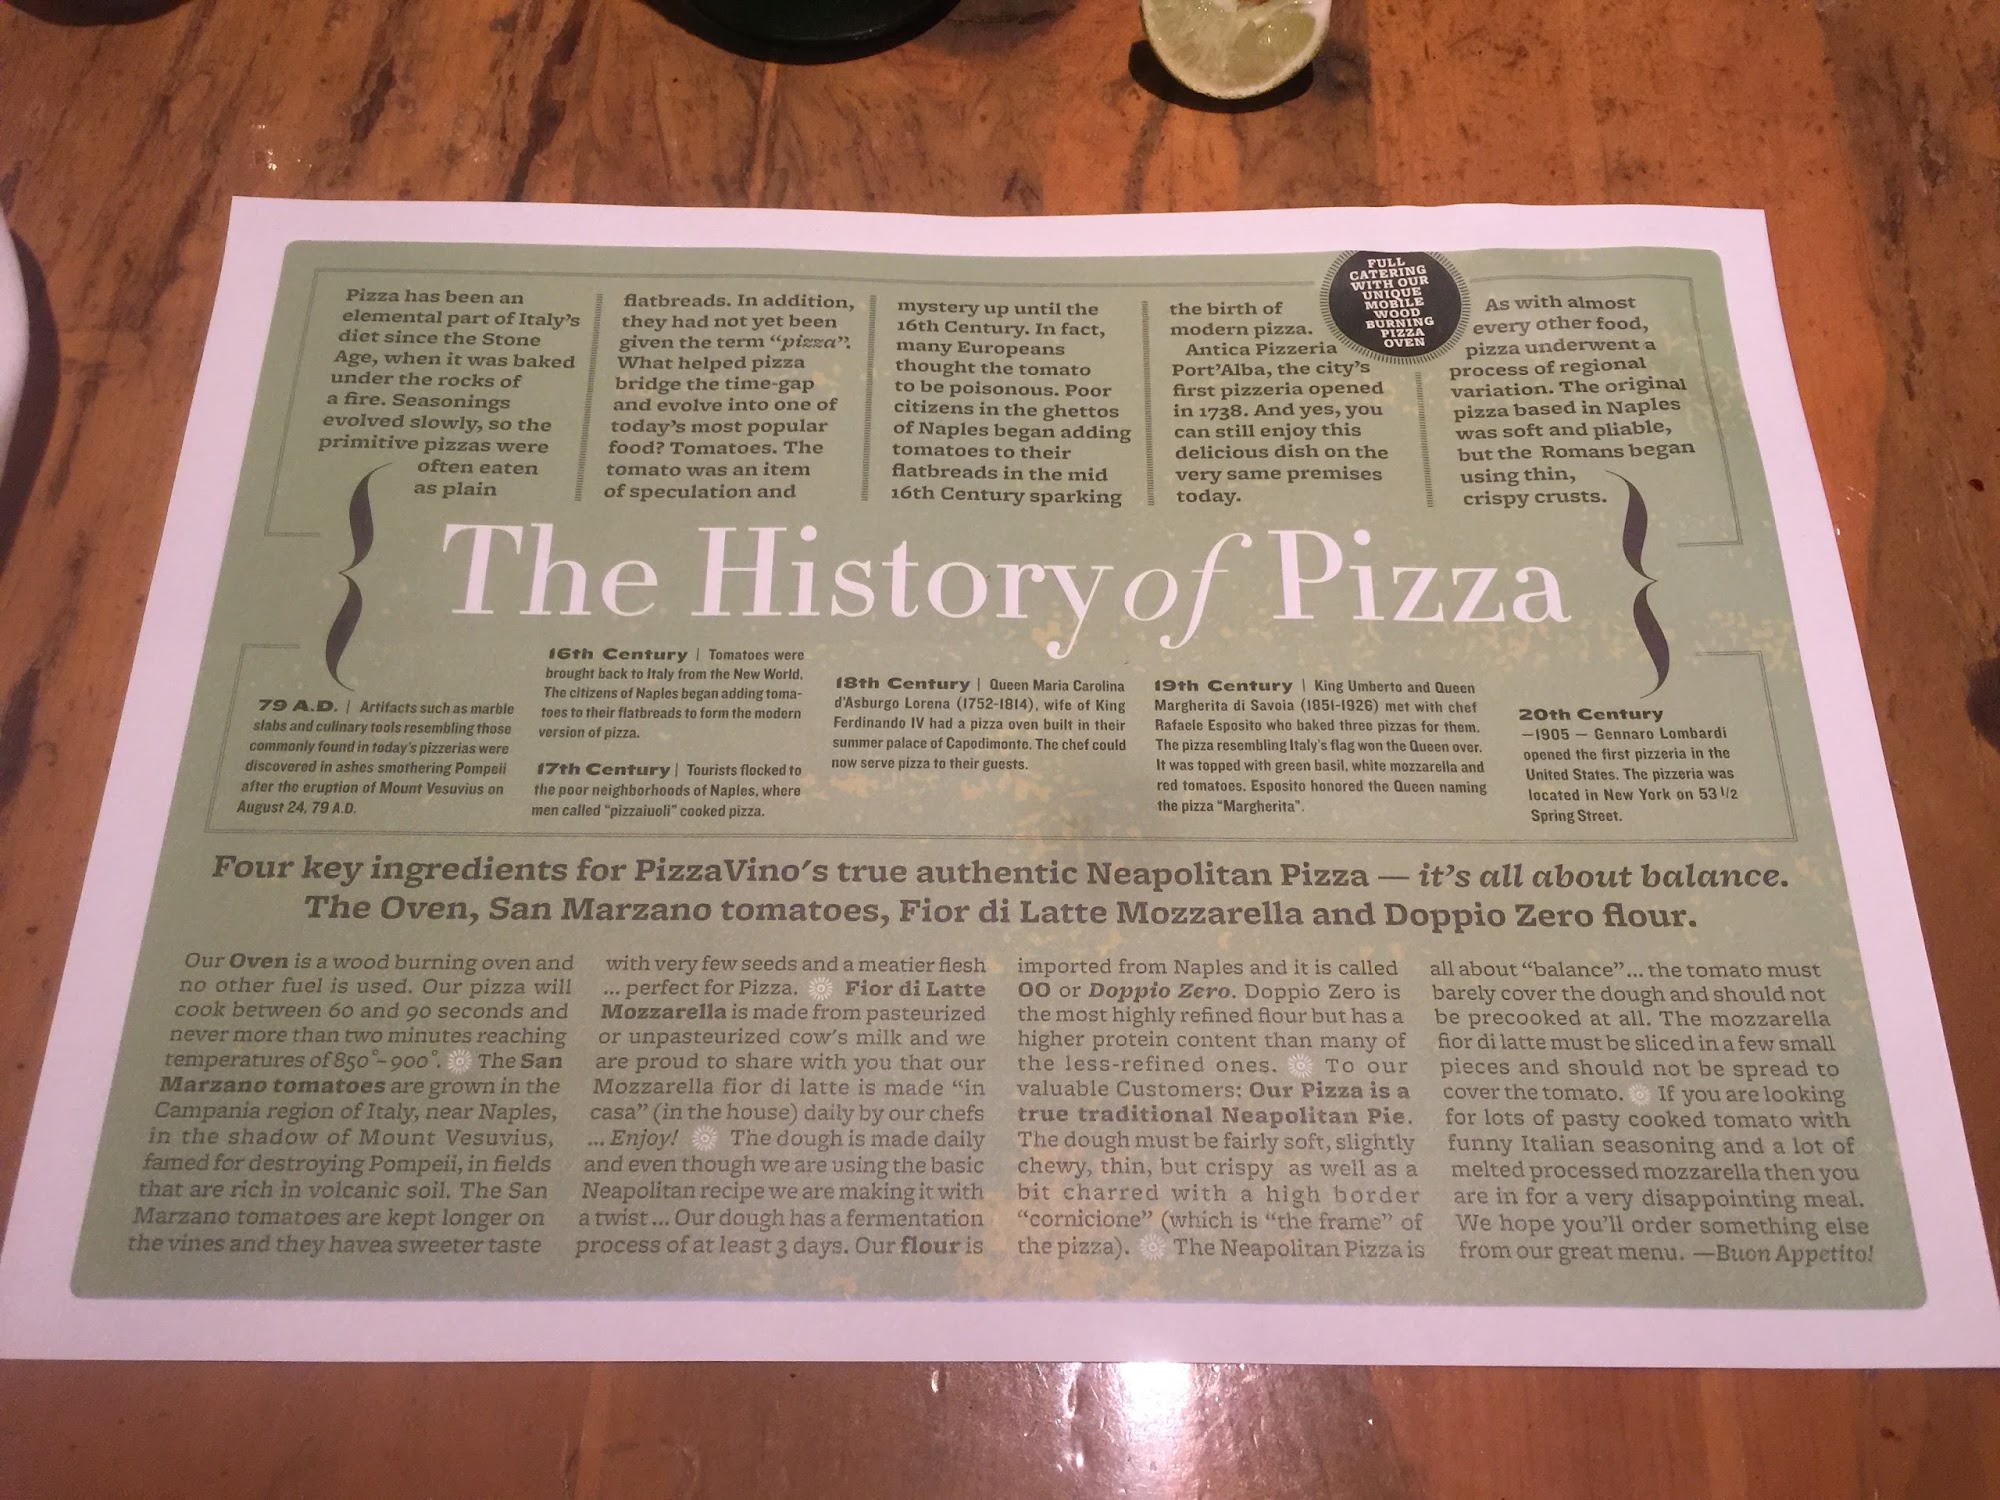 Pizza has been an
elemental part of Italy's
diet since the Stone
Age, when it was baked
under the rocks of
a fire. Seasonings
evolved slowly, so the
primitive pizzas were
often eaten
as plain
flatbreads. In addition,
they had not yet been
given the term "pizza".
What helped pizza
bridge the time-gap
and evolve into one of
today's most popular
food? Tomatoes. The
tomato was an item
of speculation and
mystery up until the
16th Century. In fact,
many Europeans
thought the tomato
to be poisonous. Poor
citizens in the ghettos
of Naples began adding
tomatoes to their
flatbreads in the mid
16th Century sparking
the birth of
modern pizza.
Antica Pizzeria
Port'Alba, the city's
first pizzeria opened
in 1738. And yes, you
can still enjoy this
delicious dish on the
very same premises
today.
FULL
CATERING
WITH OUR
UNIQUE
MOBILE
WOOD
BURNING
PIZZA
OVEN
As with almost
every other food,
pizza underwent a
process of regional
variation. The original
pizza based in Naples
was soft and pliable,
but the Romans began
using thin,
crispy crusts.
The History of Pizza
79 A.D. | Artifacts such as marble
slabs and culinary tools resembling those
commonly found in today's pizzerias were
discovered in ashes smothering Pompeii
after the eruption of Mount Vesuvius on
August 24, 79 A.D.
16th Century | Tomatoes were
brought back to Italy from the New World.
The citizens of Naples began adding toma-
toes to their flatbreads to form the modern
version of pizza.
17th Century | Tourists flocked to
the poor neighborhoods of Naples, where
men called "pizzaiuoli" cooked pizza.
18th Century | Queen Maria Carolina
d'Asburgo Lorena (1752-1814), wife of King
Ferdinando IV had a pizza oven built in their
summer palace of Capodimonte. The chef could
now serve pizza to their guests.
19th Century | King Umberto and Queen
Margherita di Savoia (1851-1926) met with chef
Rafaele Esposito who baked three pizzas for them.
The pizza resembling Italy's flag won the Queen over.
It was topped with green basil, white mozzarella and
red tomatoes. Esposito honored the Queen naming
the pizza "Margherita".
20th Century
—1905 — Gennaro Lombardi
opened the first pizzeria in the
United States. The pizzeria was
located in New York on 53 1/2
Spring Street.
Four key ingredients for PizzaVino's true authentic Neapolitan Pizza — it's all about balance.
The Oven, San Marzano tomatoes, Fior di Latte Mozzarella and Doppio Zero flour.
Our Oven is a wood burning oven and
no other fuel is used. Our pizza will
cook between 60 and 90 seconds and
never more than two minutes reaching
temperatures of 850°–900°. The San
Marzano tomatoes are grown in the
Campania region of Italy, near Naples,
in the shadow of Mount Vesuvius,
famed for destroying Pompeii, in fields
that are rich in volcanic soil. The San
Marzano tomatoes are kept longer on
the vines and they havea sweeter taste
with very few seeds and a meatier flesh
... perfect for Pizza. Fior di Latte
Mozzarella is made from pasteurized
or unpasteurized cow's milk and we
are proud to share with you that our
Mozzarella fior di latte is made "in
casa" (in the house) daily by our chefs
... Enjoy! The dough is made daily
and even though we are using the basic
Neapolitan recipe we are making it with
a twist ... Our dough has a fermentation
process of at least 3 days. Our flour is
imported from Naples and it is called
00 or Doppio Zero. Doppio Zero is
the most highly refined flour but has a
higher protein content than many of
the less-refined ones. To our
valuable Customers: Our Pizza is a
true traditional Neapolitan Pie.
The dough must be fairly soft, slightly
chewy, thin, but crispy as well as a
bit charred with a high border
"cornicione" (which is "the frame" of
the pizza). The Neapolitan Pizza is
all about "balance"... the tomato must
barely cover the dough and should not
be precooked at all. The mozzarella
fior di latte must be sliced in a few small
pieces and should not be spread to
cover the tomato. If you are looking
for lots of pasty cooked tomato with
funny Italian seasoning and a lot of
melted processed mozzarella then you
are in for a very disappointing meal.
We hope you'll order something else
from our great menu. —Buon Appetito!